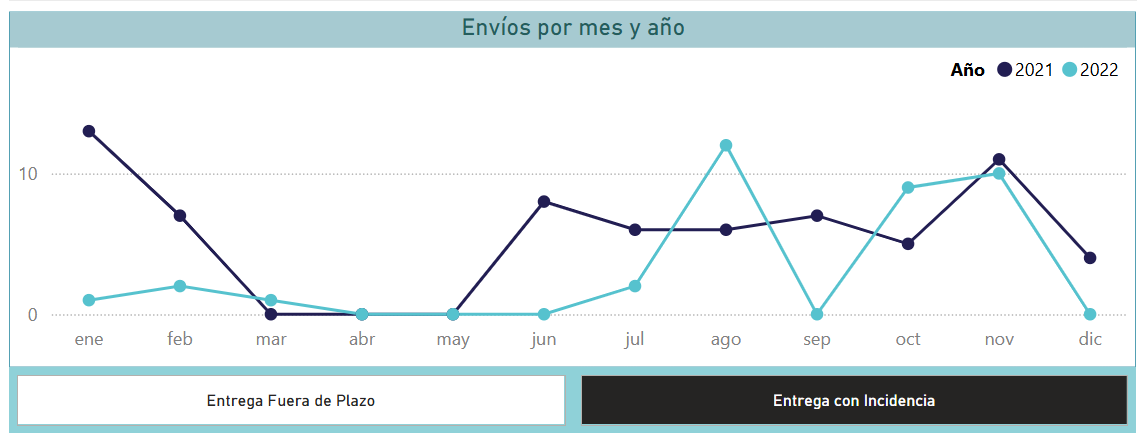 Envíos por mes y año
Año 2021 2022
10
0
ene feb mar abr may jun jul ago sep oct nov dic
Entrega Fuera de Plazo Entrega con Incidencia